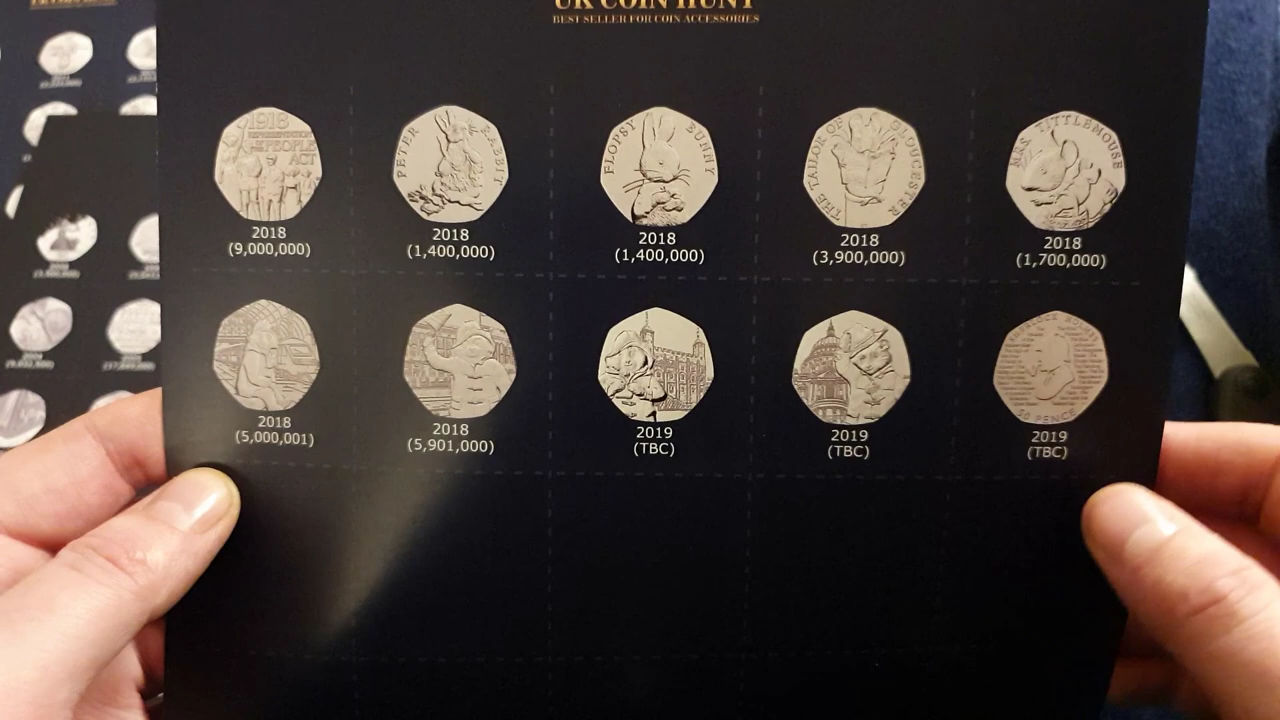 UK COIN HUNT
BEST SELLER FOR COIN ACCESSORIES
1918
REPRESENTATION
OF THE PEOPLE
ACT
2018
(9,000,000)
PETER RABBIT
2018
(1,400,000)
FLOPSY BUNNY
2018
(1,400,000)
THE TAILOR OF GLOUCESTER
2018
(3,900,000)
MRS. TITTLEMOUSE
2018
(1,700,000)
2018
(5,000,001)
2018
(5,901,000)
2019
(TBC)
2019
(TBC)
50 PENCE
2019
(TBC)